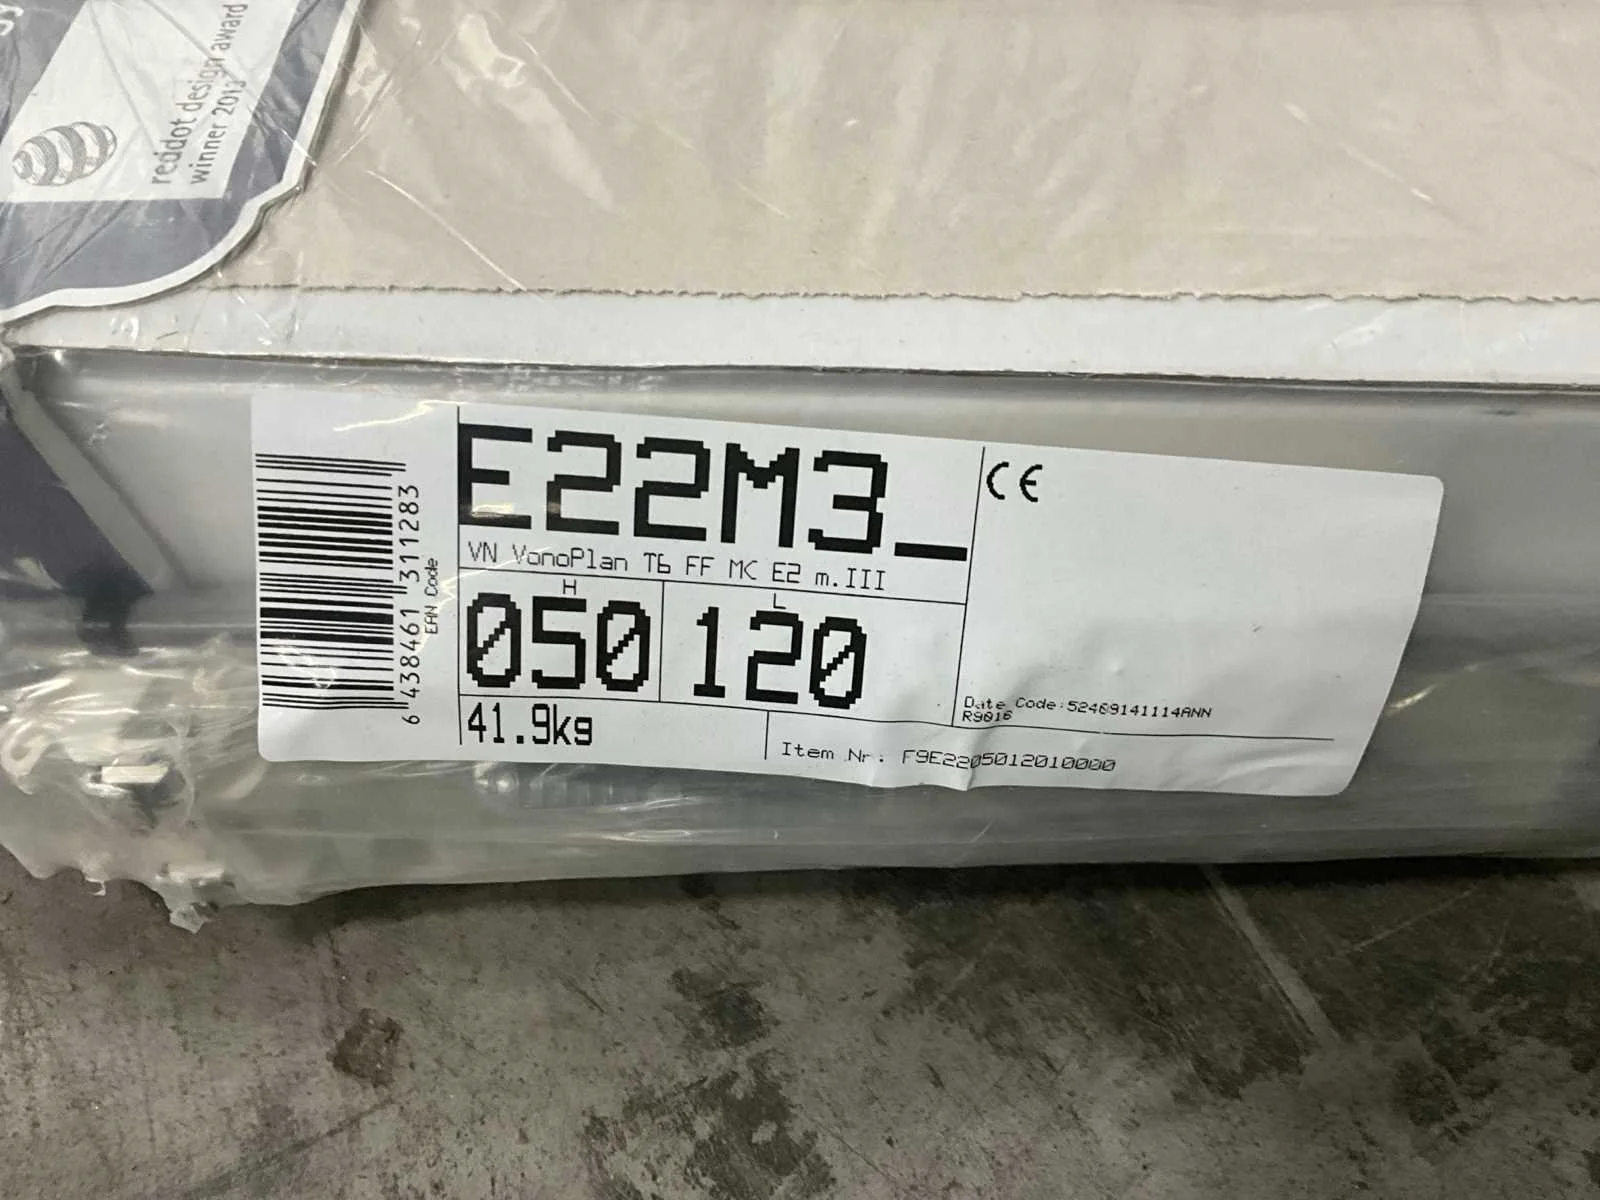 reddot design award
winner 2013
E22M3_
VN VonoPlan T6 FF MC E2 m.III
H
050
L
120
41.9kg
CE
Date Code:52469141114ANN
R9016
Item Nr: F9E2205012010000
6 438461 311283
EAN Code